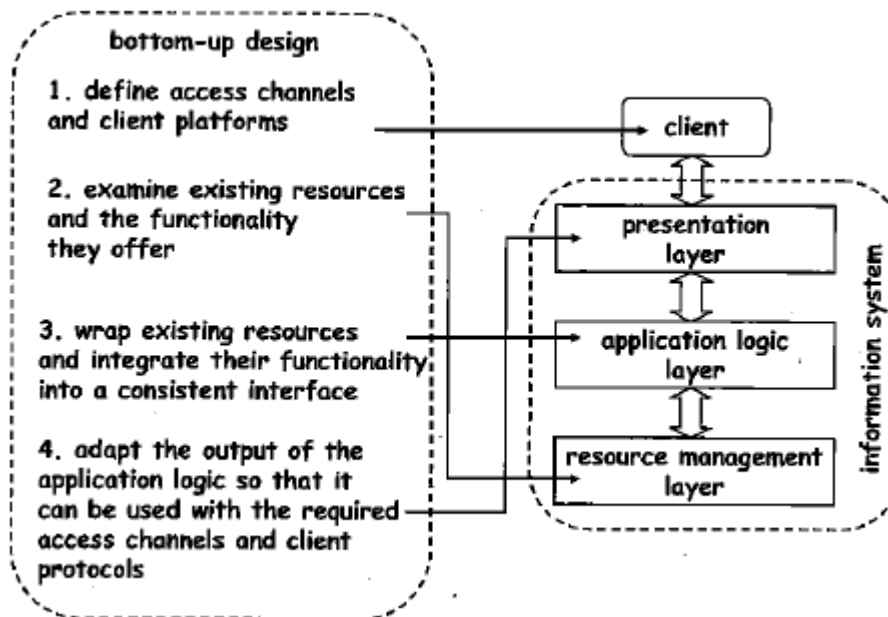 bottom-up design
1. define access channels
and client platforms
2. examine existing resources
and the functionality
they offer
3. wrap existing resources
and integrate their functionality
into a consistent interface
4. adapt the output of the
application logic so that it
can be used with the required
access channels and client
protocols
client
presentation
layer
application logic
layer
resource management
layer
information system